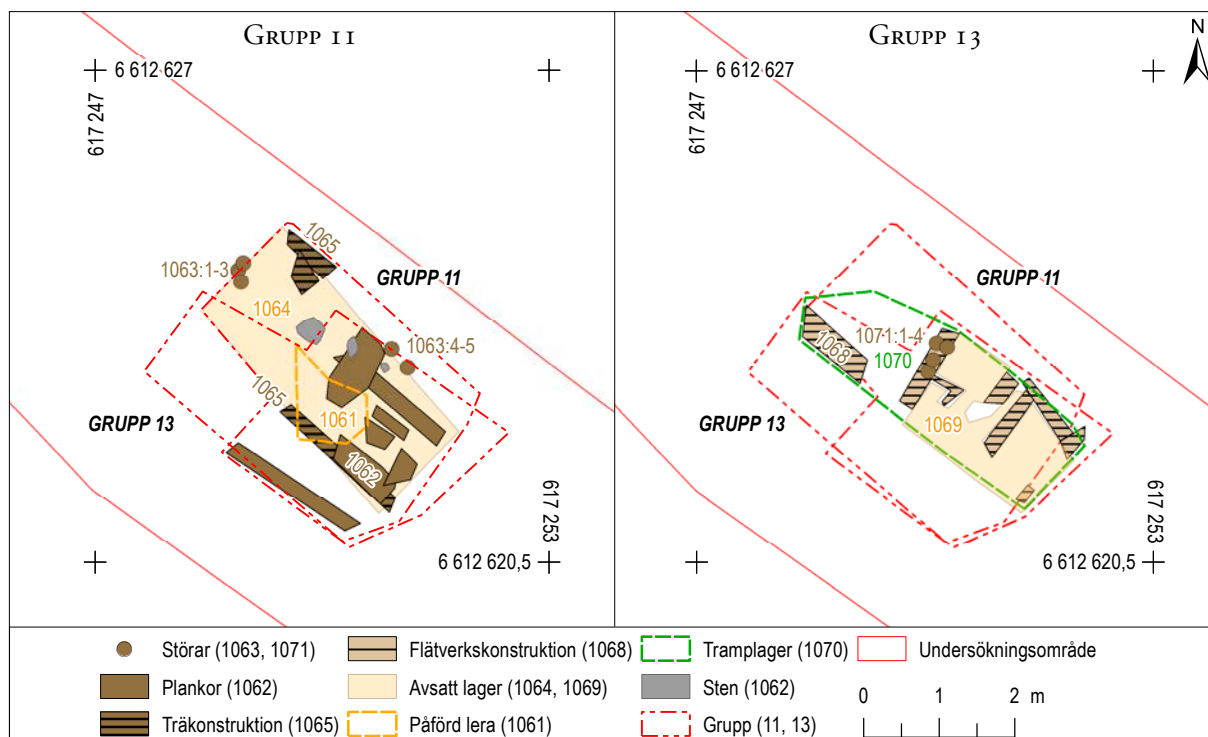 GRUPP 11
GRUPP 13
N
6 612 627
617 247
1065
1063:1-3
GRUPP 11
1064
1063:4-5
1065
1061
GRUPP 13
1062
617 253
6 612 620,5
6 612 627
617 247
GRUPP 11
1071:1-4
1068
1070
GRUPP 13
1069
617 253
6 612 620,5
Störar (1063, 1071)
Flätverkskonstruktion (1068)
Tramplager (1070)
Undersökningsområde
Plankor (1062)
Avsatt lager (1064, 1069)
Sten (1062)
0 1 2 m
Träkonstruktion (1065)
Påförd lera (1061)
Grupp (11, 13)